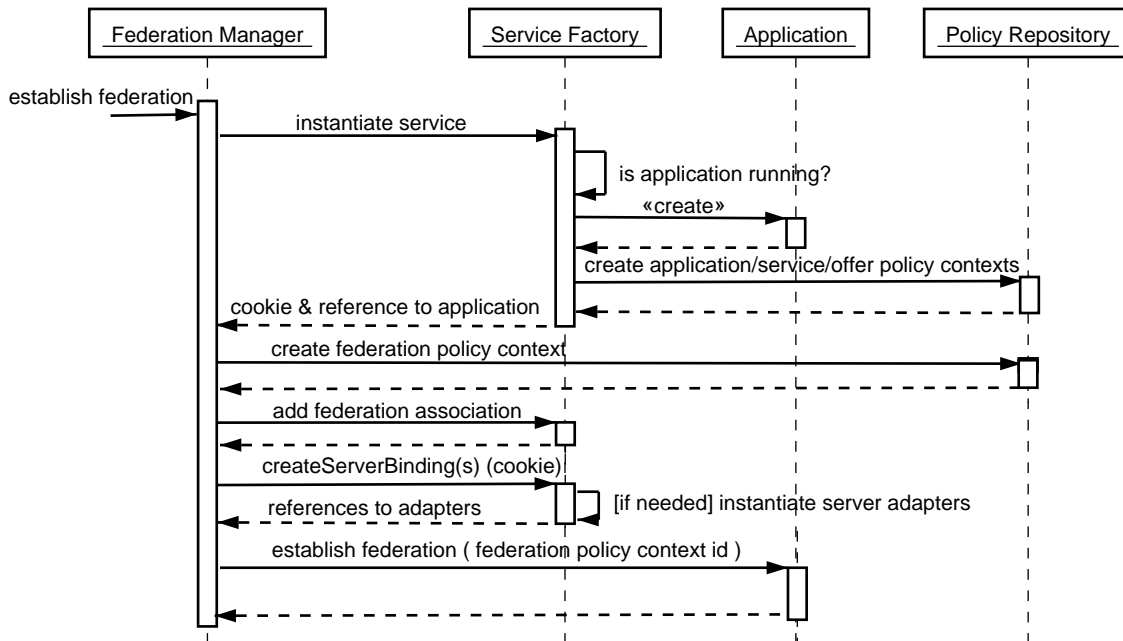 Federation Manager
Service Factory
Application
Policy Repository
establish federation
instantiate service
is application running?
«create»
create application/service/offer policy contexts
cookie & reference to application
create federation policy context
add federation association
createServerBinding(s) (cookie)
[if needed] instantiate server adapters
references to adapters
establish federation ( federation policy context id )